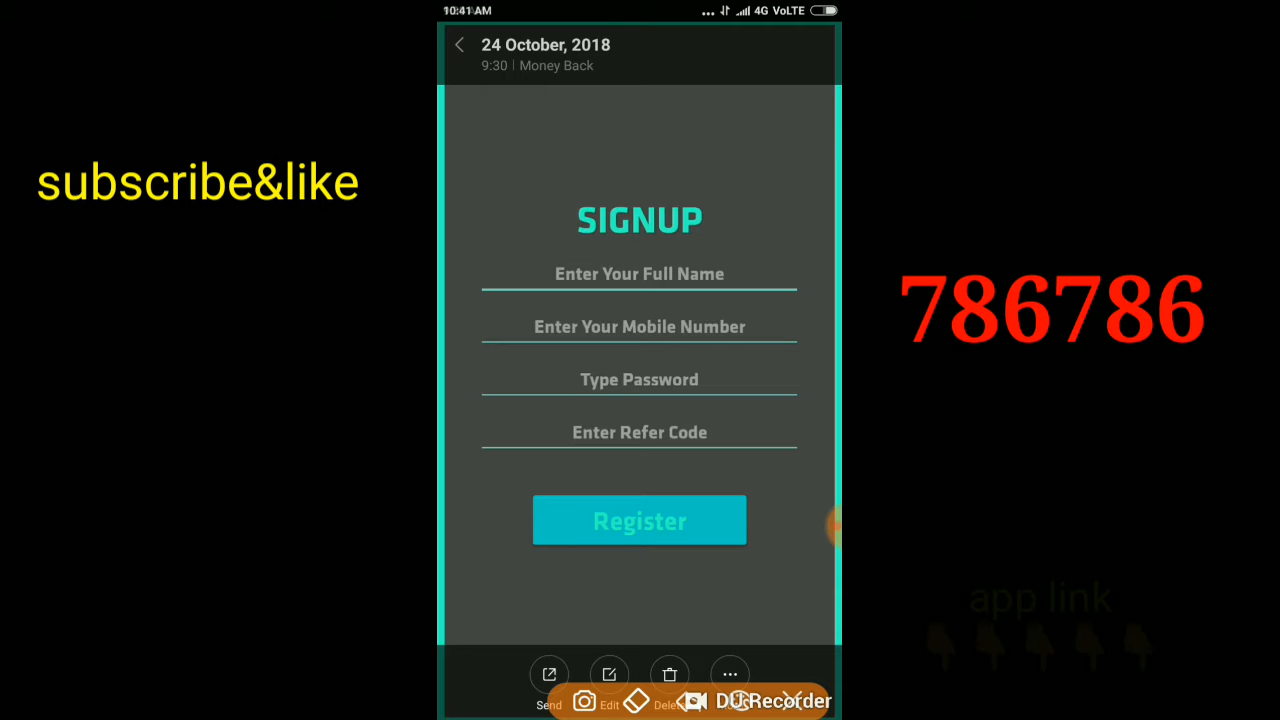 10:41 AM
... 4G VoLTE
24 October, 2018
9:30 | Money Back
subscribe&like
SIGNUP
Enter Your Full Name
786786
Enter Your Mobile Number
Type Password
Enter Refer Code
Register
app link
Send Edit Delete
DU Recorder